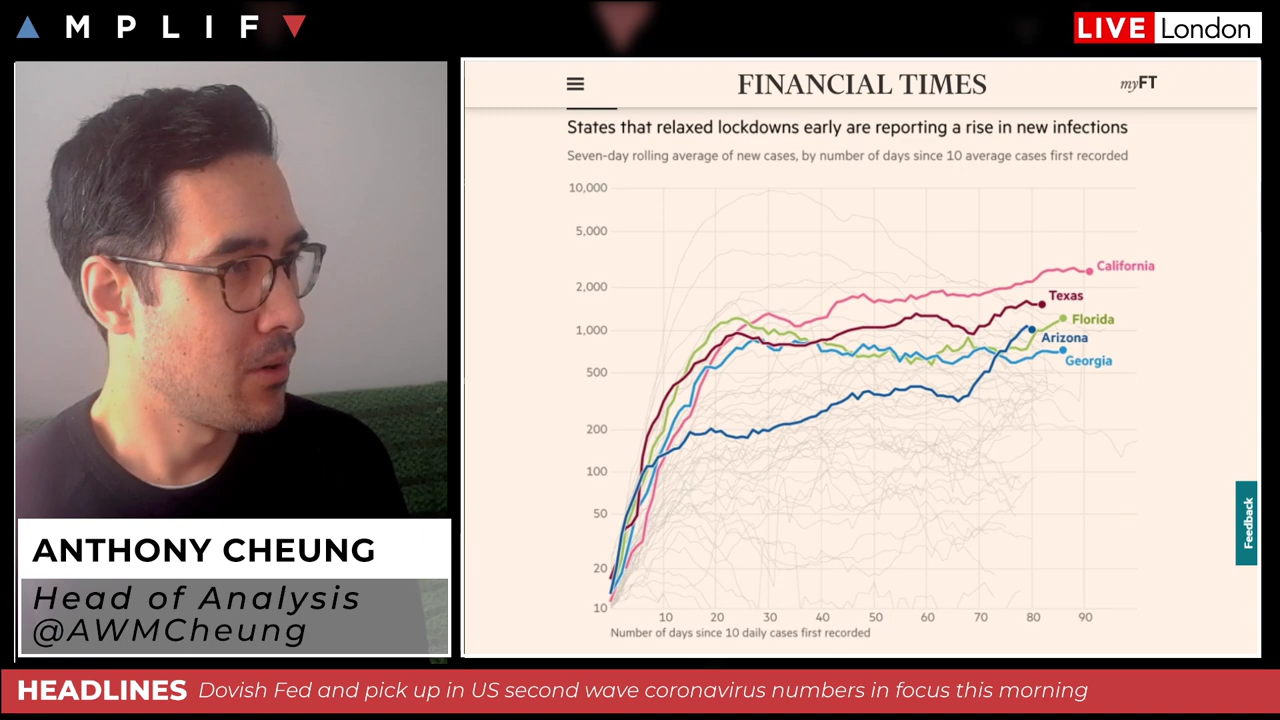 ▲ M P L I F ▼
LIVE London
FINANCIAL TIMES
myFT
States that relaxed lockdowns early are reporting a rise in new infections
Seven-day rolling average of new cases, by number of days since 10 average cases first recorded
10,000
5,000
2,000
1,000
500
200
100
50
20
10
California
Texas
Florida
Arizona
Georgia
10 20 30 40 50 60 70 80 90
Number of days since 10 daily cases first recorded
Feedback
ANTHONY CHEUNG
Head of Analysis
@AWMCheung
HEADLINES Dovish Fed and pick up in US second wave coronavirus numbers in focus this morning